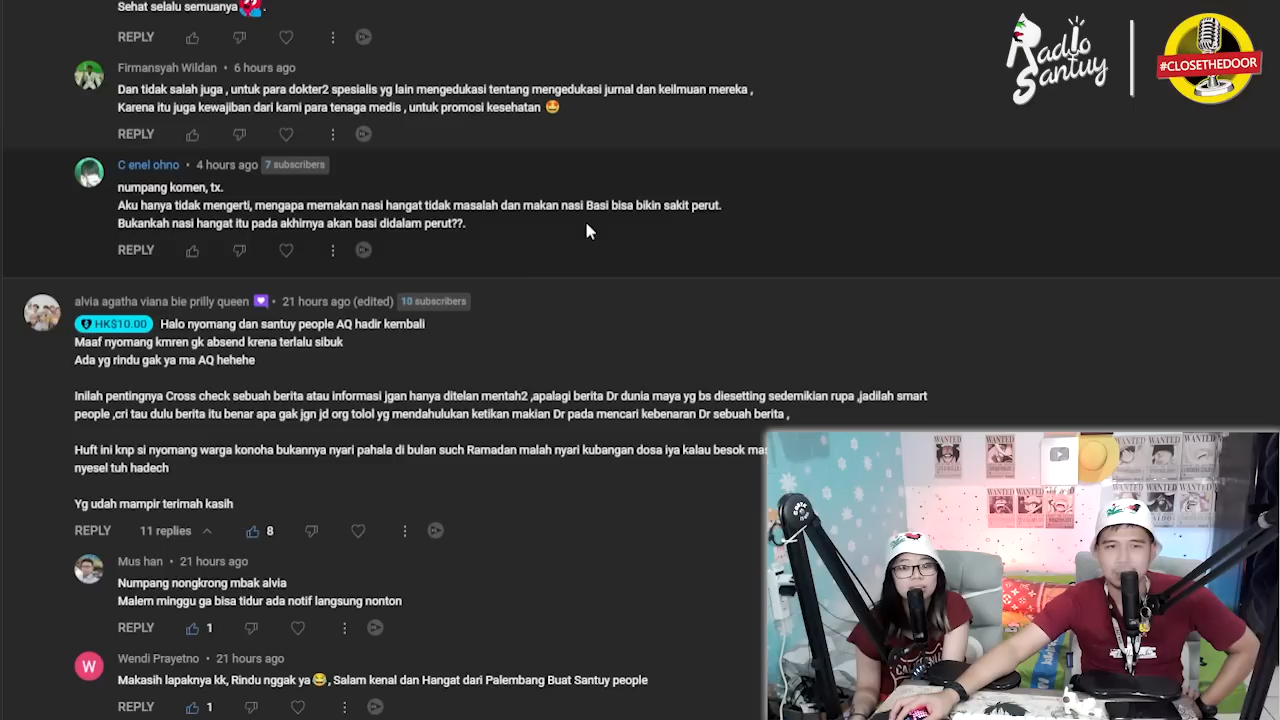 Sehat selalu semuanya .
REPLY
Radio Santuy
#CLOSETHEDOOR
Firmansyah Wildan • 6 hours ago
Dan tidak salah juga , untuk para dokter2 spesialis yg lain mengedukasi tentang mengedukasi jurnal dan keilmuan mereka ,
Karena itu juga kewajiban dari kami para tenaga medis , untuk promosi kesehatan 🤩
REPLY
C enel ohno • 4 hours ago 7 subscribers
numpang komen, tx.
Aku hanya tidak mengerti, mengapa memakan nasi hangat tidak masalah dan makan nasi Basi bisa bikin sakit perut.
Bukankah nasi hangat itu pada akhirnya akan basi didalam perut??.
REPLY
alvia agatha viana bie prilly queen • 21 hours ago (edited) 10 subscribers
HK$10.00 Halo nyomang dan santuy people AQ hadir kembali
Maaf nyomang kmren gk absend krena terlalu sibuk
Ada yg rindu gak ya ma AQ hehehe
Inilah pentingnya Cross check sebuah berita atau informasi jgan hanya ditelan mentah2 ,apalagi berita Dr dunia maya yg bs diesetting sedemikian rupa ,jadilah smart
people ,cri tau dulu berita itu benar apa gak jgn jd org tolol yg mendahulukan ketikan makian Dr pada mencari kebenaran Dr sebuah berita ,
Huft ini knp si nyomang warga konoha bukannya nyari pahala di bulan such Ramadan malah nyari kubangan dosa iya kalau besok mas
nyesel tuh hadech
Yg udah mampir terimah kasih
REPLY 11 replies 8
Mus han • 21 hours ago
Numpang nongkrong mbak alvia
Malem minggu ga bisa tidur ada notif langsung nonton
REPLY 1
W
Wendi Prayetno • 21 hours ago
Makasih lapaknya kk, Rindu nggak ya😂, Salam kenal dan Hangat dari Palembang Buat Santuy people
REPLY 1
WANTED
WANTED
WANTED
WANTED
WANTED